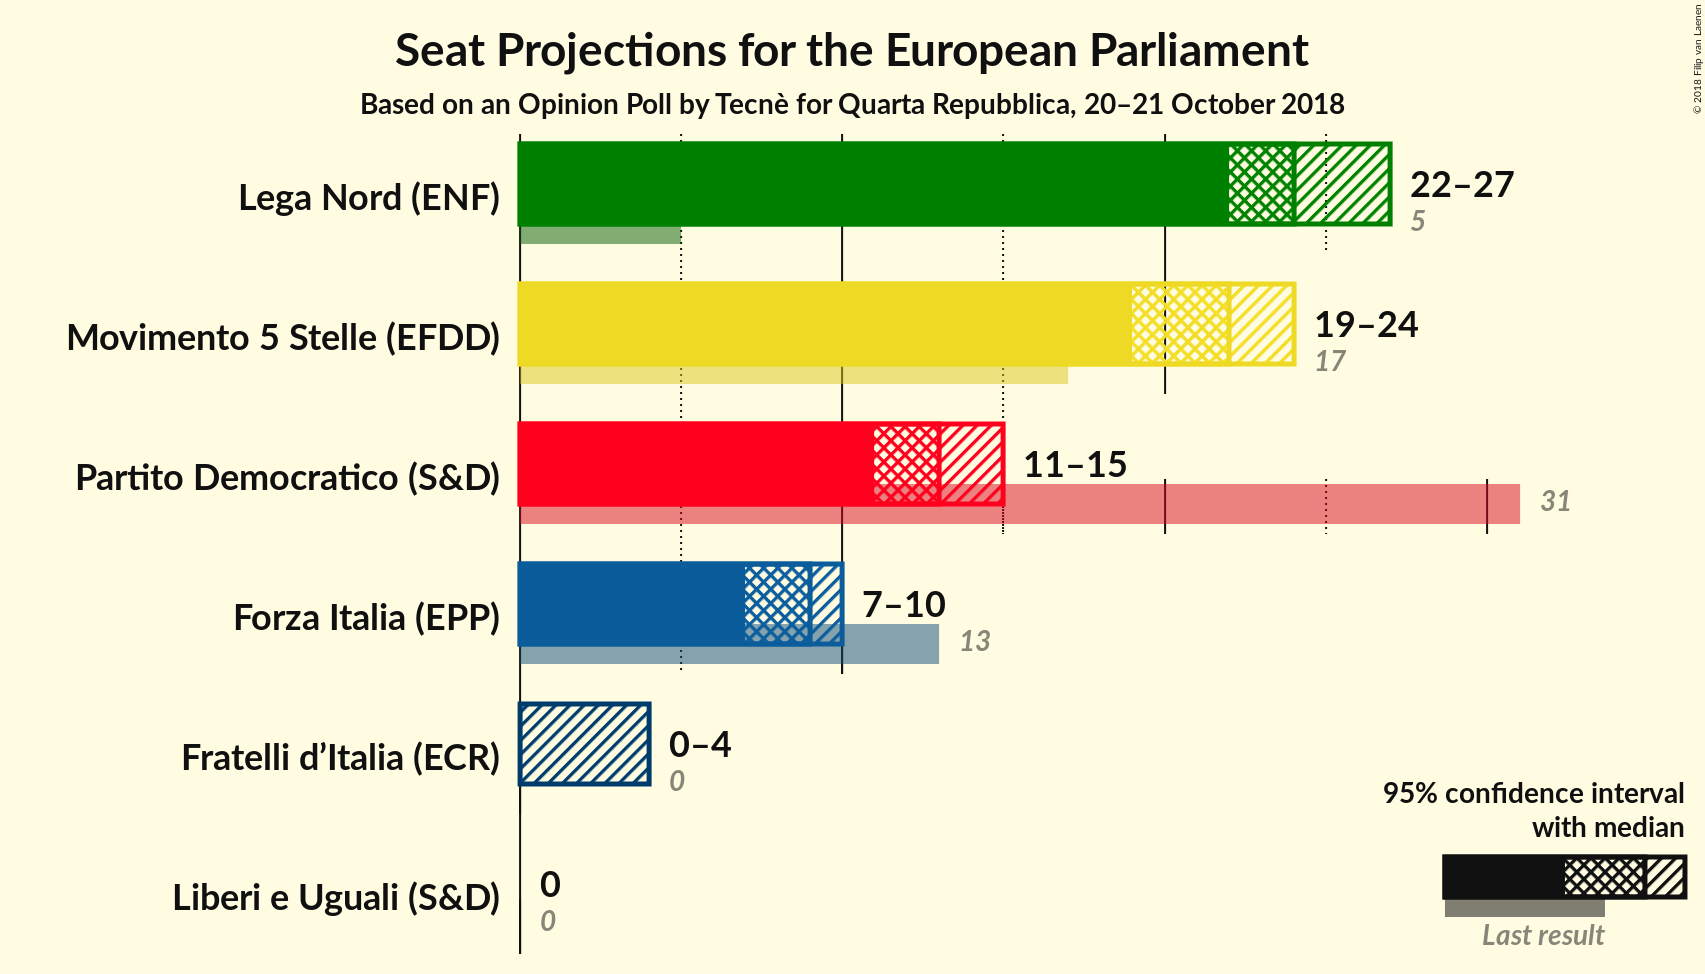 Seat Projections for the European Parliament
Based on an Opinion Poll by Tecnè for Quarta Repubblica, 20–21 October 2018
© 2018 Filip van Laenen
Lega Nord (ENF)
22–27
5
Movimento 5 Stelle (EFDD)
19–24
17
Partito Democratico (S&D)
11–15
31
Forza Italia (EPP)
7–10
13
Fratelli d’Italia (ECR)
0–4
0
Liberi e Uguali (S&D)
0
0
95% confidence interval
with median
Last result